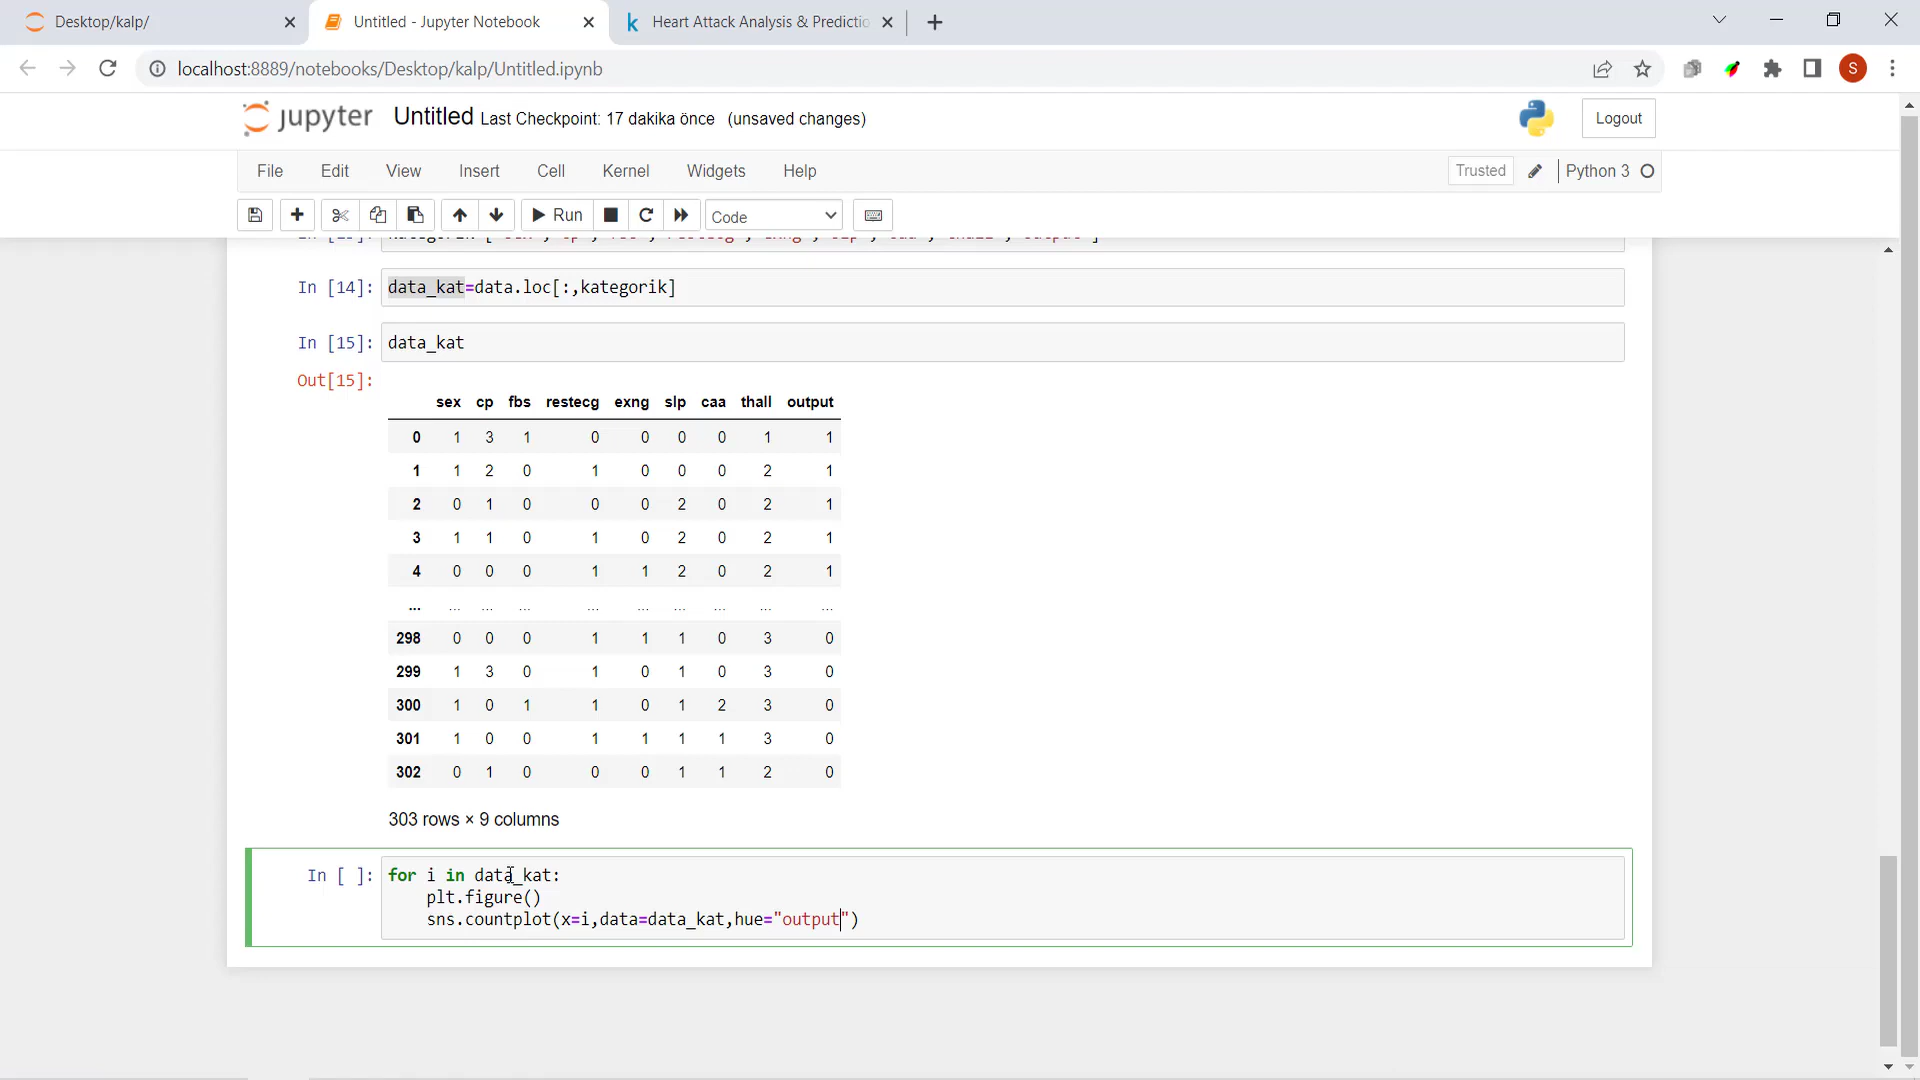 Desktop/kalp/
Untitled - Jupyter Notebook
Heart Attack Analysis & Predictio
localhost:8889/notebooks/Desktop/kalp/Untitled.ipynb
S
jupyter Untitled Last Checkpoint: 17 dakika önce (unsaved changes)
Logout
File Edit View Insert Cell Kernel Widgets Help
Trusted Python 3
Run Code
In [14]: data_kat=data.loc[:,kategorik]
In [15]: data_kat
Out[15]:
sex cp fbs restecg exng slp caa thall output
0 1 3 1 0 0 0 0 1 1
1 1 2 0 1 0 0 0 2 1
2 0 1 0 0 0 2 0 2 1
3 1 1 0 1 0 2 0 2 1
4 0 0 0 1 1 2 0 2 1
... ... ... ... ... ... ... ... ... ...
298 0 0 0 1 1 1 0 3 0
299 1 3 0 1 0 1 0 3 0
300 1 0 1 1 0 1 2 3 0
301 1 0 0 1 1 1 1 3 0
302 0 1 0 0 0 1 1 2 0
303 rows × 9 columns
In [ ]: for i in data_kat:
plt.figure()
sns.countplot(x=i,data=data_kat,hue="output")